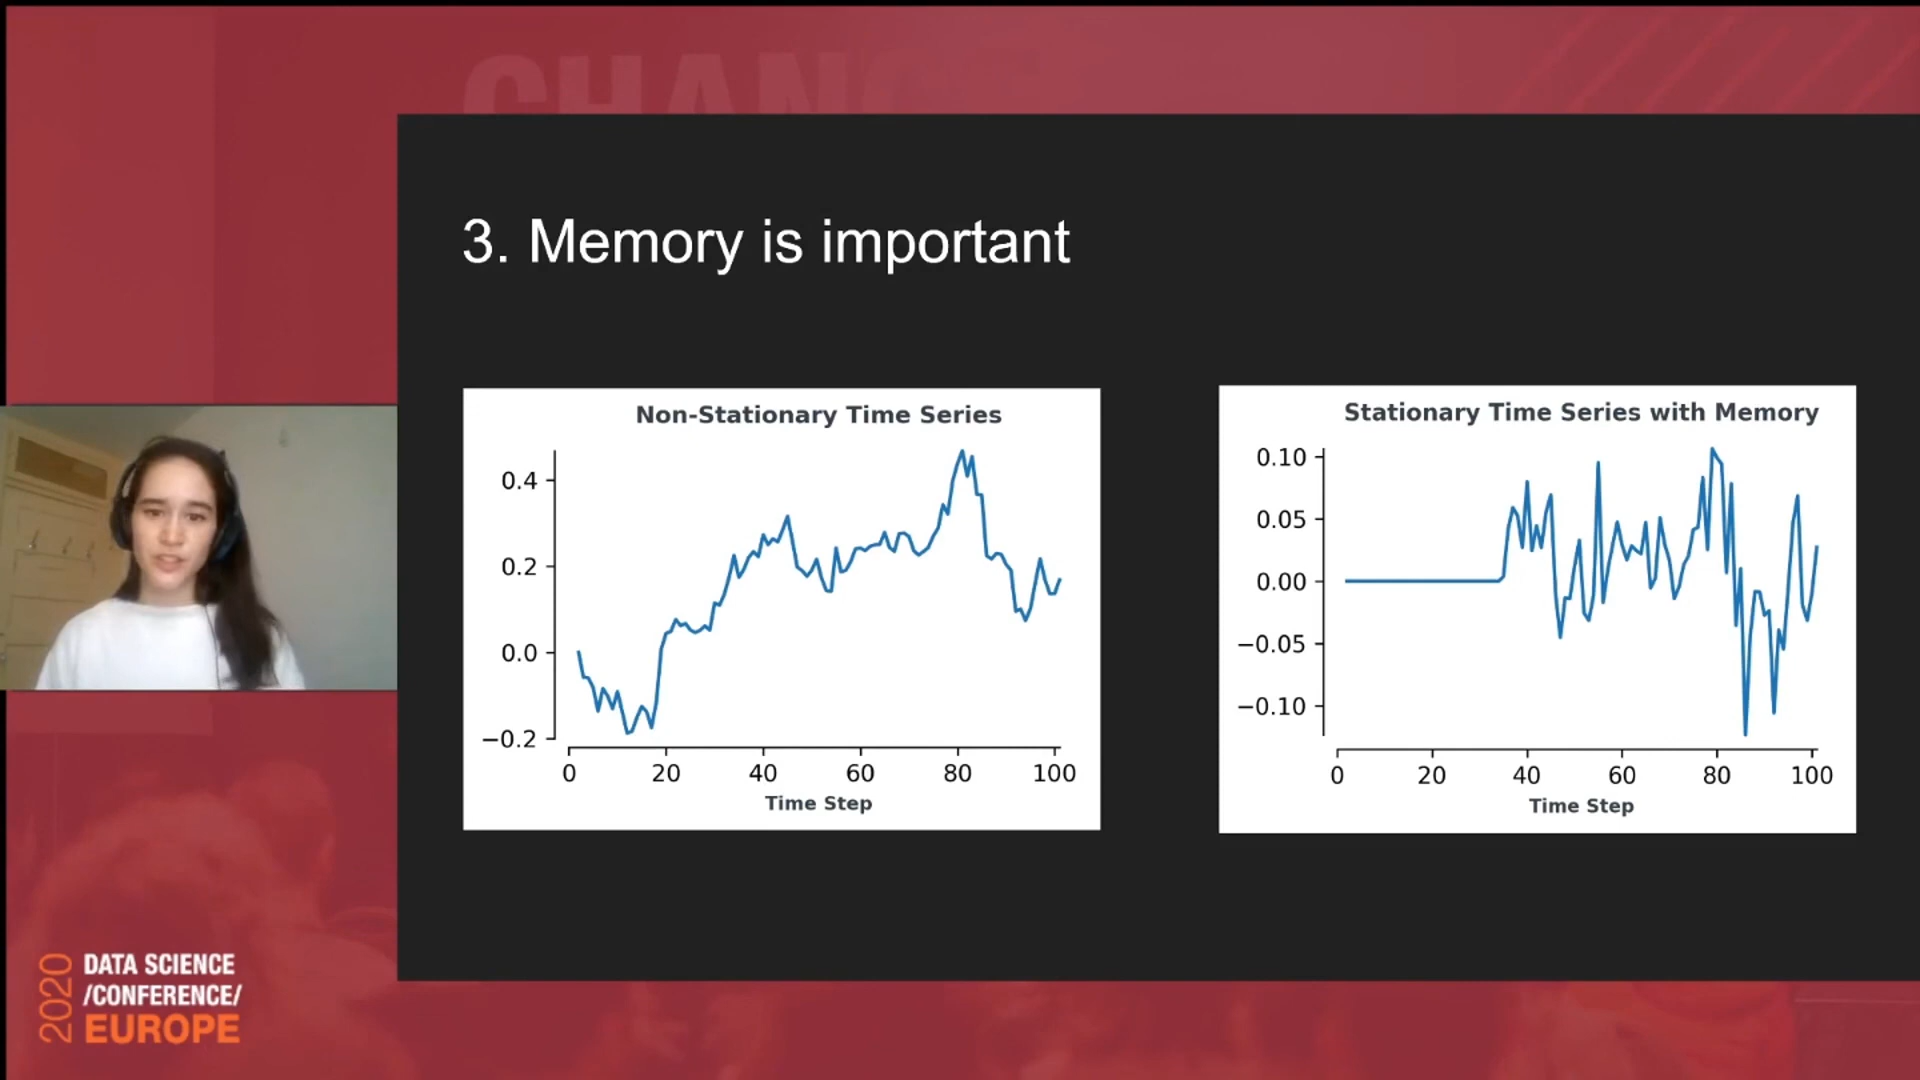 CHANC
3. Memory is important
Non-Stationary Time Series
0.4
0.2
0.0
−0.2
0 20 40 60 80 100
Time Step
Stationary Time Series with Memory
0.10
0.05
0.00
−0.05
−0.10
0 20 40 60 80 100
Time Step
2020
DATA SCIENCE
/CONFERENCE/
EUROPE